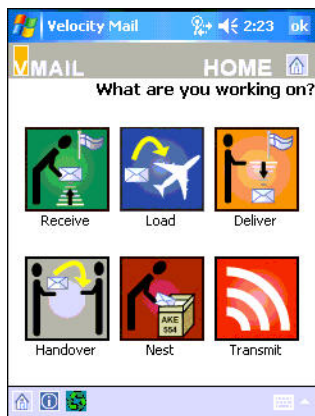 Velocity Mail 2:23 ok
VMAIL HOME
What are you working on?
Receive Load Deliver
AKE
554
Handover Nest Transmit